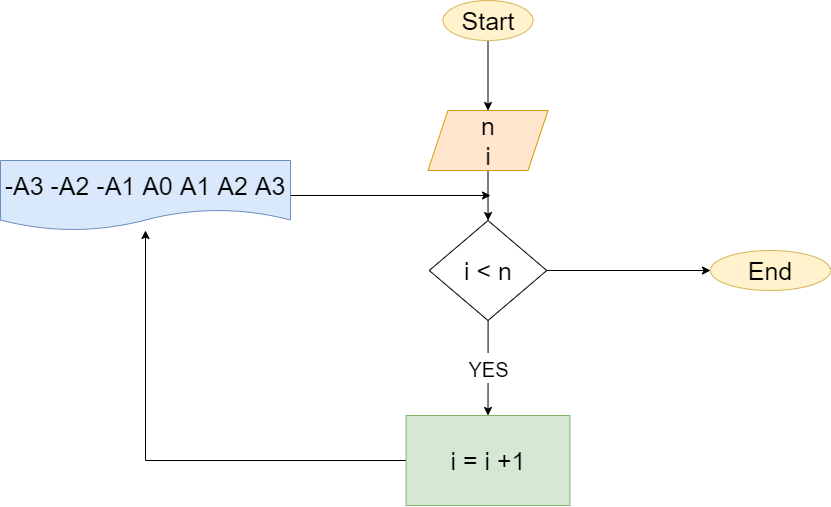 Start
n
i
-A3 -A2 -A1 A0 A1 A2 A3
i < n
End
YES
i = i +1